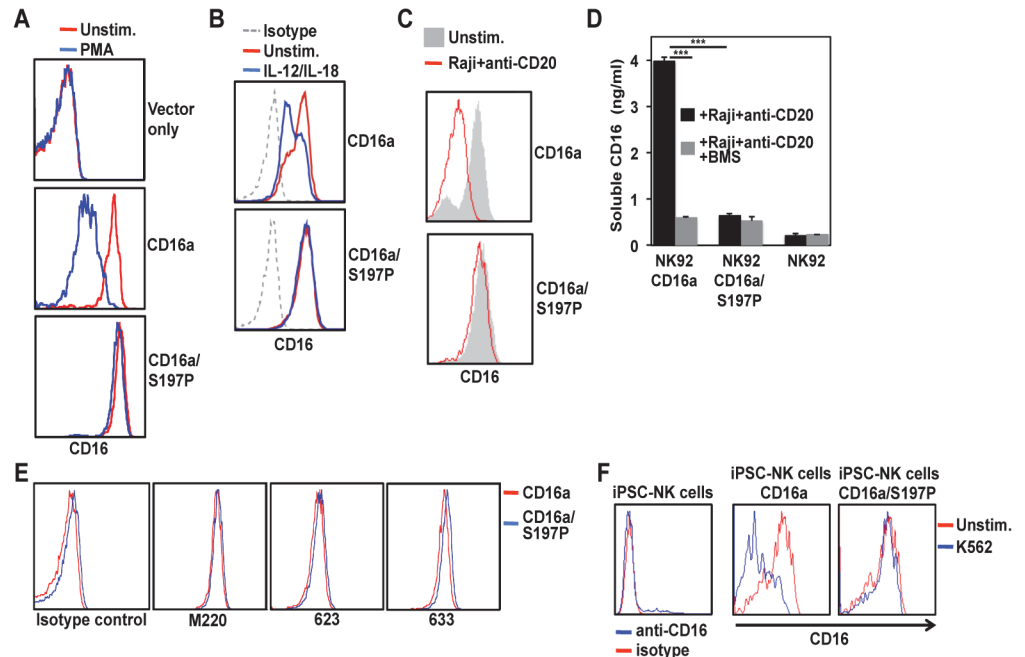 A
Unstim.
PMA
Vector
only
CD16a
CD16a/
S197P
CD16
B
Isotype
Unstim.
IL-12/IL-18
CD16a
CD16a/
S197P
CD16
C
Unstim.
Raji+anti-CD20
CD16a
CD16a/
S197P
CD16
D
Soluble CD16 (ng/ml)
4
3
2
1
0
***
***
+Raji+anti-CD20
+Raji+anti-CD20
+BMS
NK92
CD16a
NK92
CD16a/
S197P
NK92
E
CD16a
CD16a/
S197P
Isotype control
M220
623
633
F
iPSC-NK cells
iPSC-NK cells
CD16a
iPSC-NK cells
CD16a/S197P
Unstim.
K562
anti-CD16
isotype
CD16